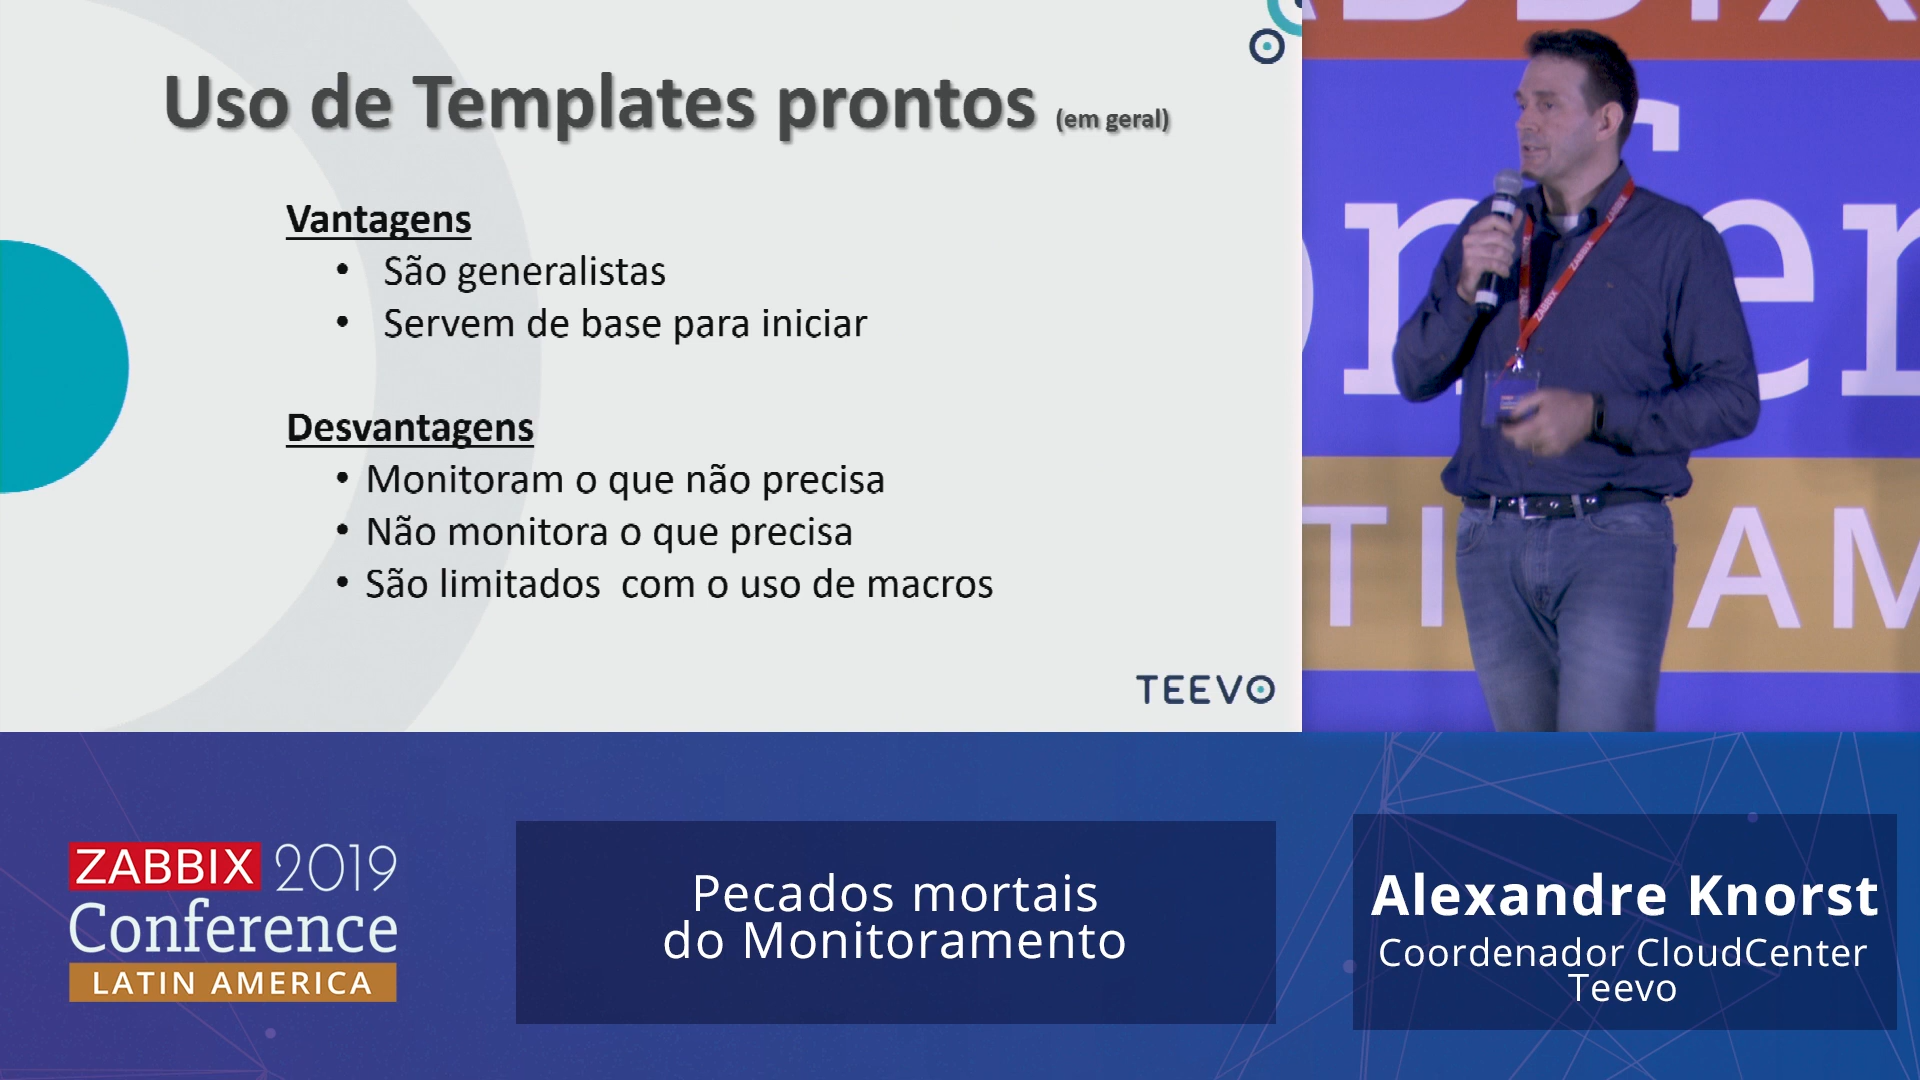 Uso de Templates prontos (em geral)
Vantagens
• São generalistas
• Servem de base para iniciar
Desvantagens
• Monitoram o que não precisa
• Não monitora o que precisa
• São limitados  com o uso de macros
TEEVO
ZABBIX
ZABBIX
ZABBIX 2019
Conference
LATIN AMERICA
Pecados mortais
do Monitoramento
Alexandre Knorst
Coordenador CloudCenter
Teevo